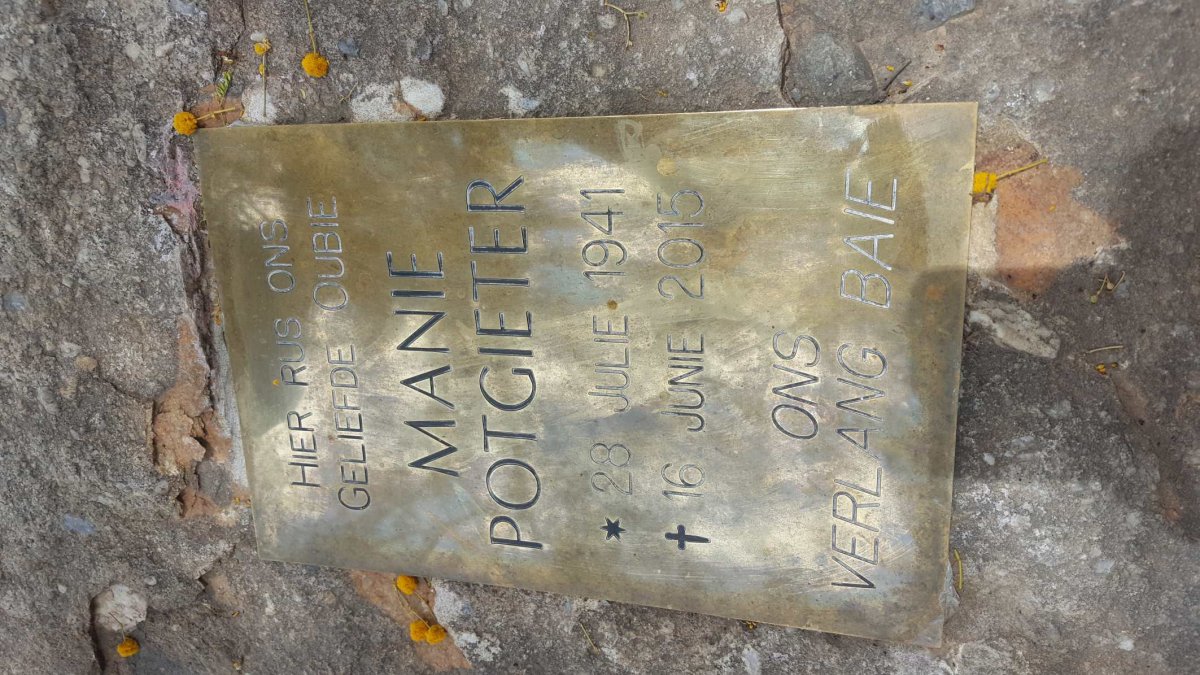 HIER RUS ONS
GELIEFDE OUBIE
MANIE
POTGIETER
* 28 JULIE 1941
✝ 16 JUNIE 2015
ONS
VERLANG BAIE